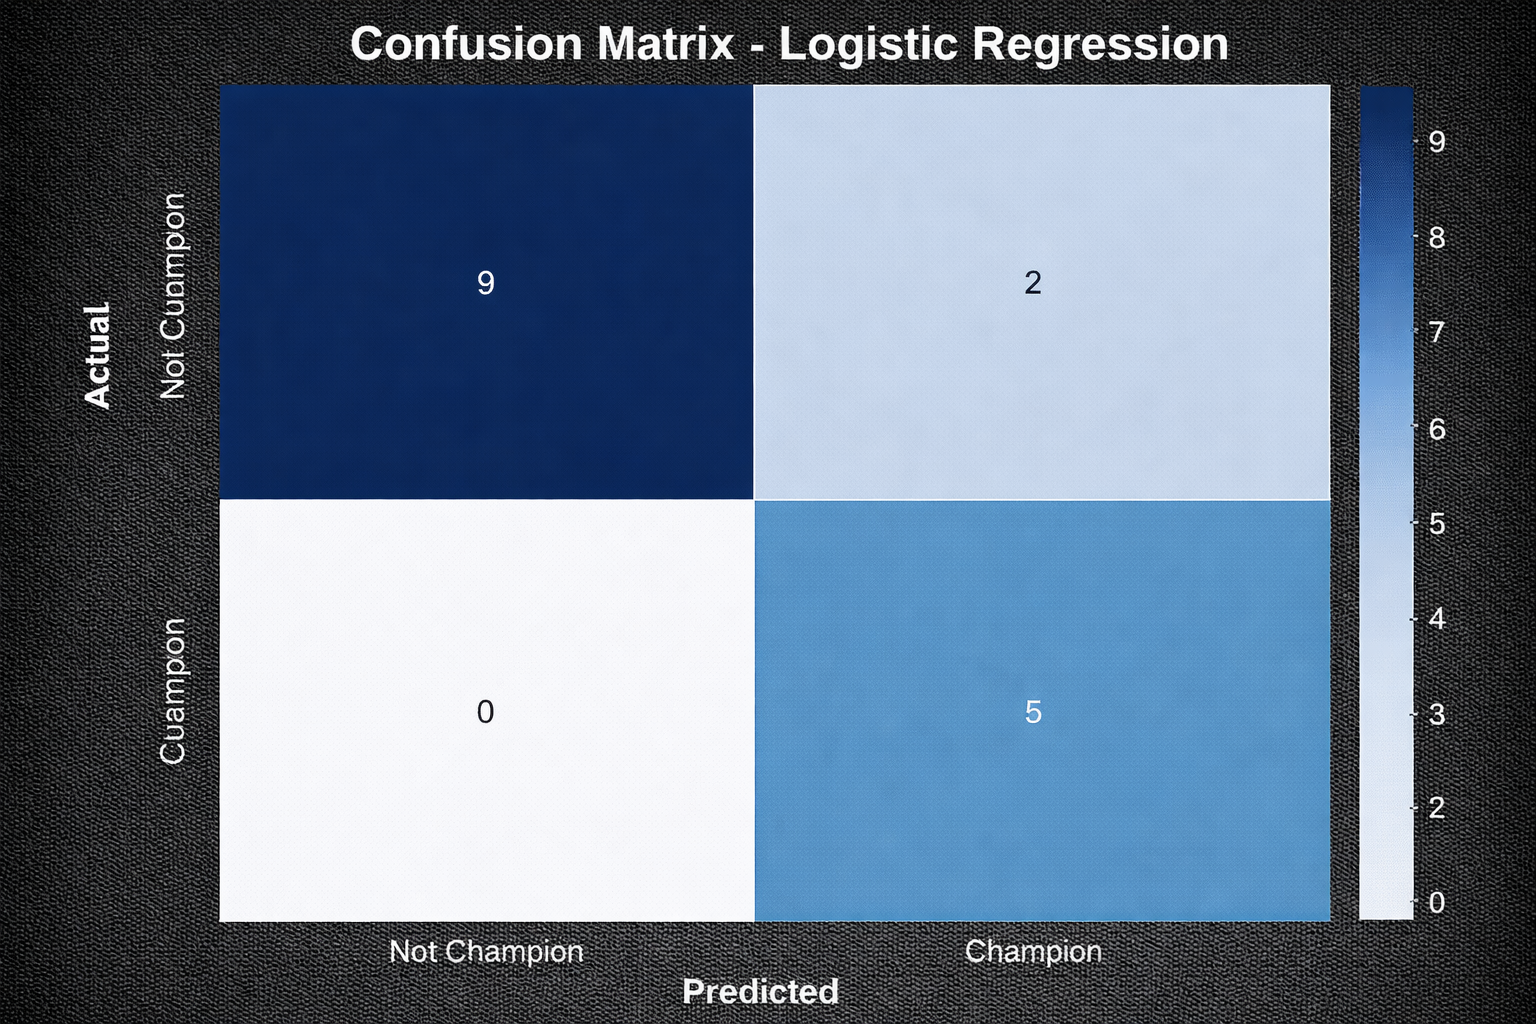 Confusion Matrix - Logistic Regression
Actual
Not Cuampon
Cuampon
9
2
0
5
9
8
7
6
5
4
3
2
0
Not Champion
Champion
Predicted